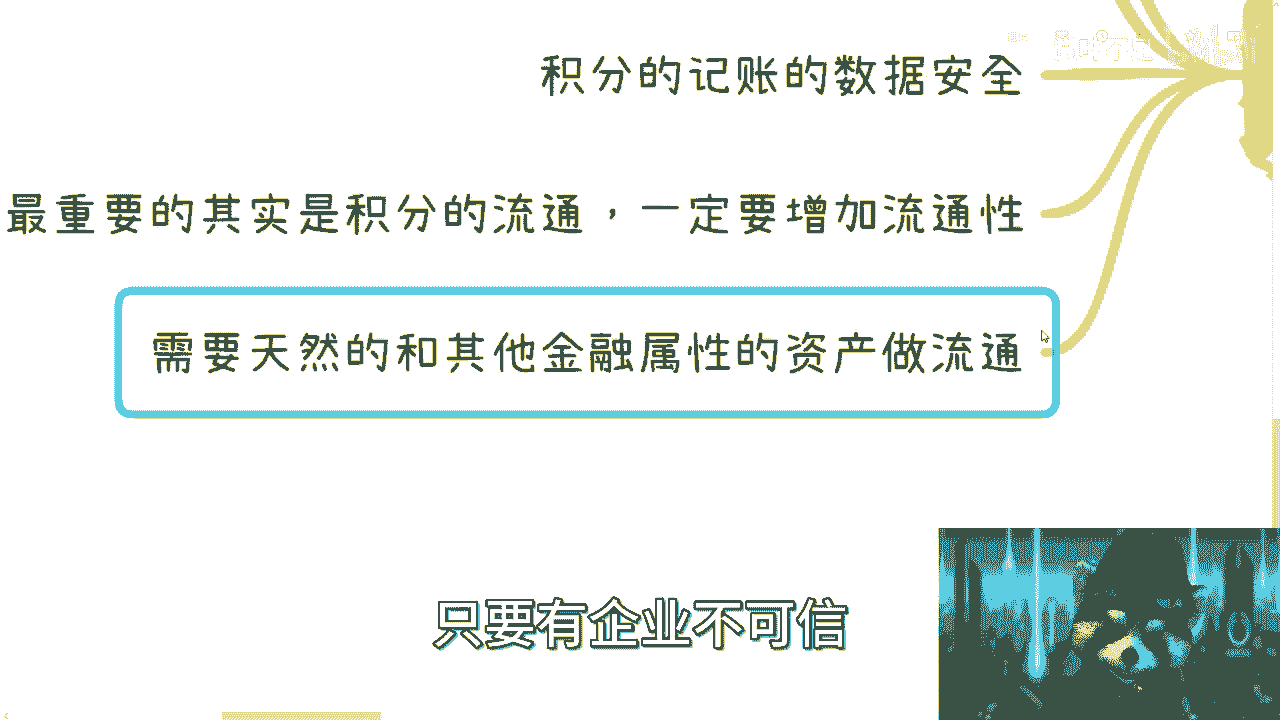 积分的记账的数据安全
最重要的其实是积分的流通，一定要增加流通性
需要天然的和其他金融属性的资产做流通
只要有企业不可信